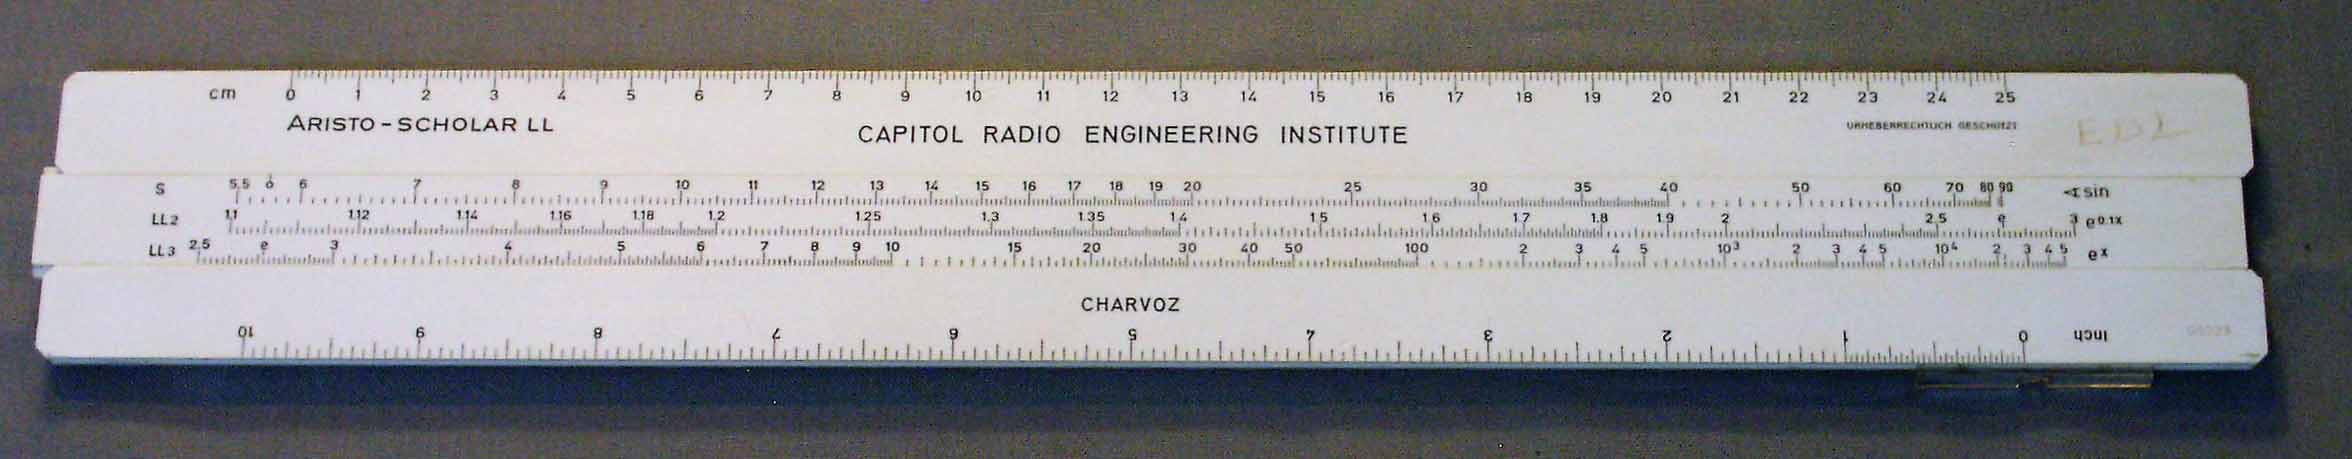 cm 0 1 2 3 4 5 6 7 8 9 10 11 12 13 14 15 16 17 18 19 20 21 22 23 24 25
ARISTO-SCHOLAR LL
CAPITOL RADIO ENGINEERING INSTITUTE
URHEBERRECHTLICH GESCHÜTZT
S 5.5 6 7 8 9 10 11 12 13 14 15 16 17 18 19 20 25 30 35 40 50 60 70 80 90 ∢ sin
LL2 1.1 1.12 1.14 1.16 1.18 1.2 1.25 1.3 1.35 1.4 1.5 1.6 1.7 1.8 1.9 2 2.5 e 3 e0.1x
LL3 2.5 e 3 4 5 6 7 8 9 10 15 20 30 40 50 100 2 3 4 5 10³ 2 3 4 5 10⁴ 2 3 4 5 eˣ
CHARVOZ
10 9 8 7 6 5 4 3 2 1 0 Inch